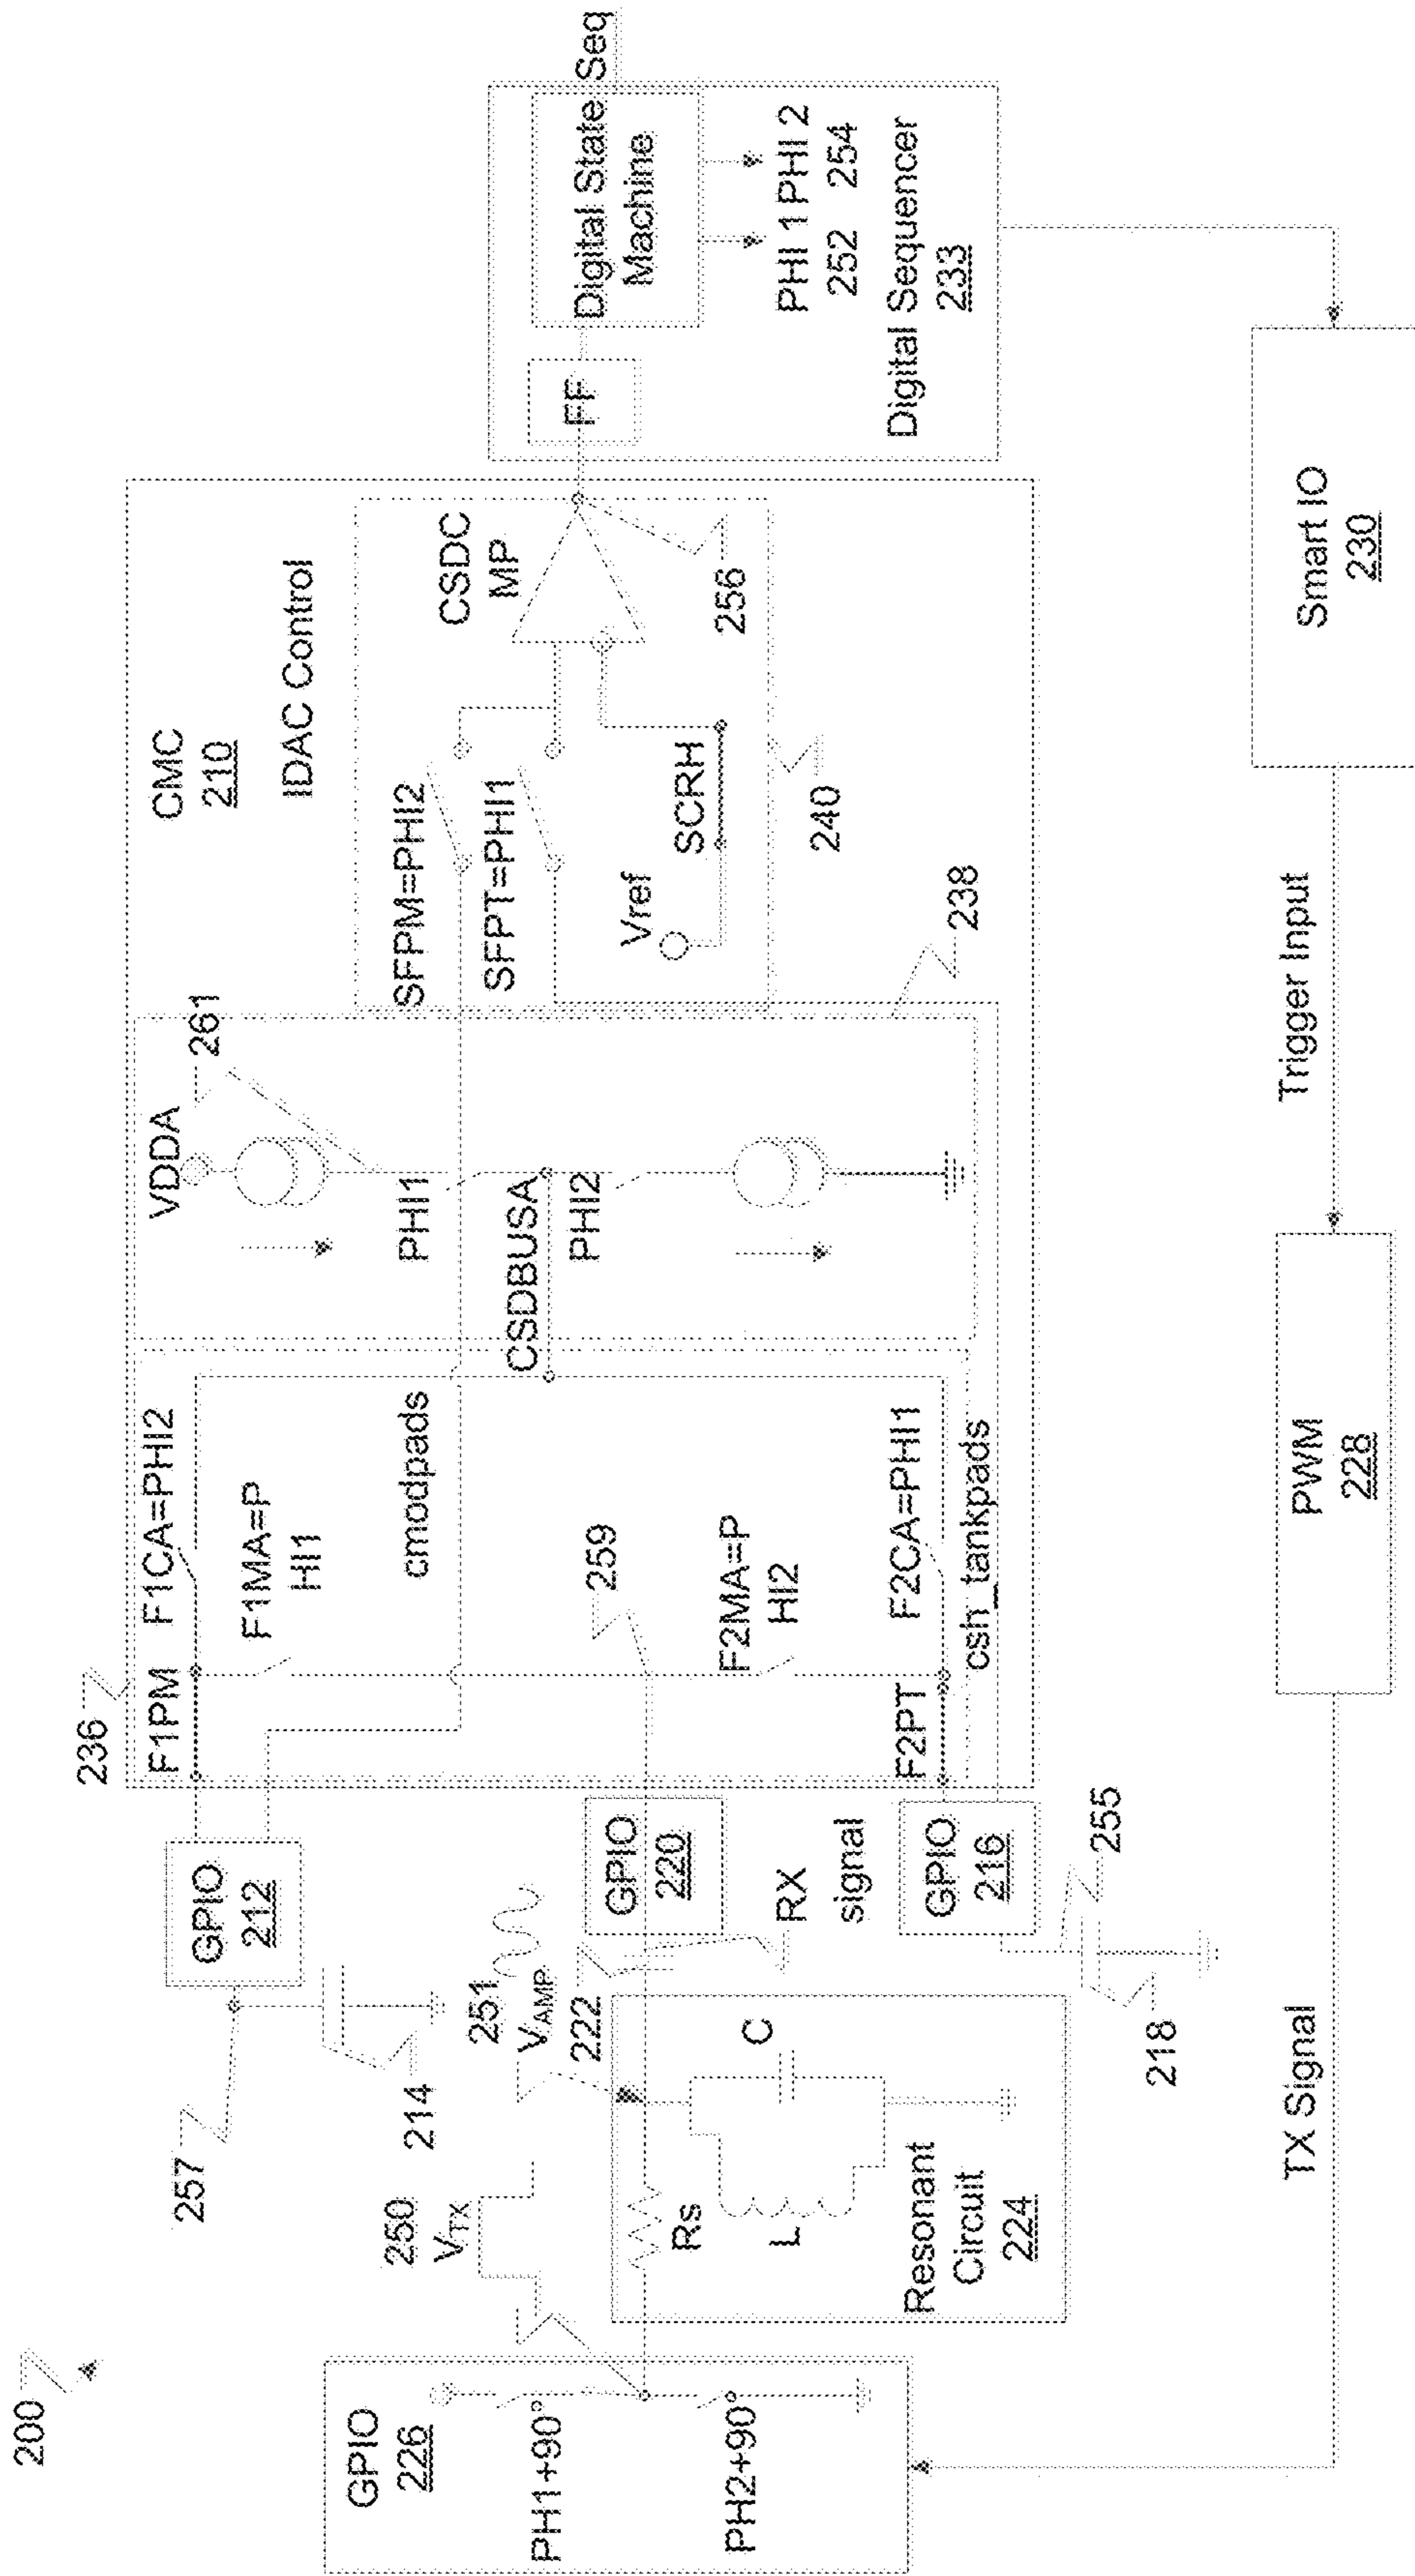 200
GPIO
226
PH1+90°
PH2+90°
250
VTX
257
214
251
VAMP
222
Rs
L
C
Resonant
Circuit
224
RX
signal
218
255
GPIO
212
GPIO
220
GPIO
216
236
F1PM
F1CA=PHI2
F1MA=P
HI1
cmodpads
259
F2MA=P
HI2
F2PT
F2CA=PHI1
csh_tankpads
CSDBUSA
VDDA
261
PHI1
PHI2
238
CMC
210
IDAC Control
SFPM=PHI2
SFPT=PHI1
Vref
SCRH
240
CSDC
MP
256
FF
Digital State Seq
Machine
PHI 1 PHI 2
252 254
Digital Sequencer
233
Smart IO
230
Trigger Input
PWM
228
TX Signal